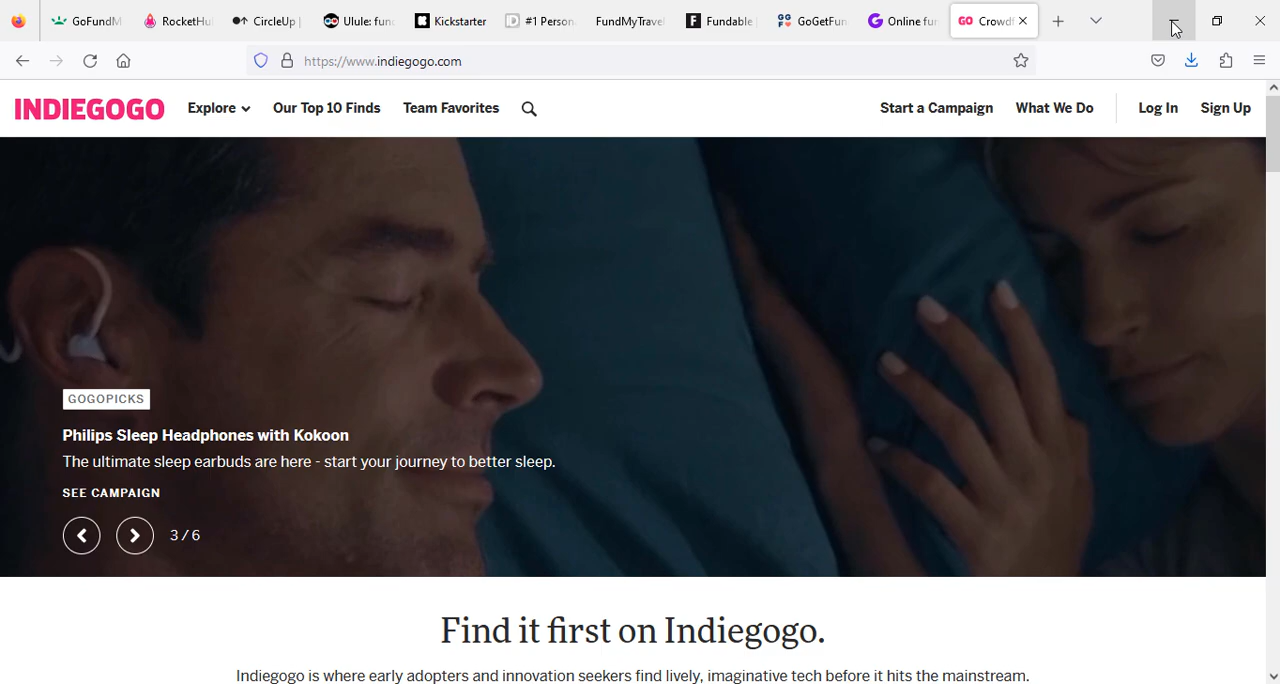 GoFundM
RocketHu
CircleUp |
Ulule: fun
Kickstarter
#1 Person
FundMyTrave
Fundable |
GoGetFun
Online fun
Crowdf
https://www.indiegogo.com
INDIEGOGO
Explore
Our Top 10 Finds
Team Favorites
Start a Campaign
What We Do
Log In
Sign Up
GOGOPICKS
Philips Sleep Headphones with Kokoon
The ultimate sleep earbuds are here - start your journey to better sleep.
SEE CAMPAIGN
3 / 6
Find it first on Indiegogo.
Indiegogo is where early adopters and innovation seekers find lively, imaginative tech before it hits the mainstream.